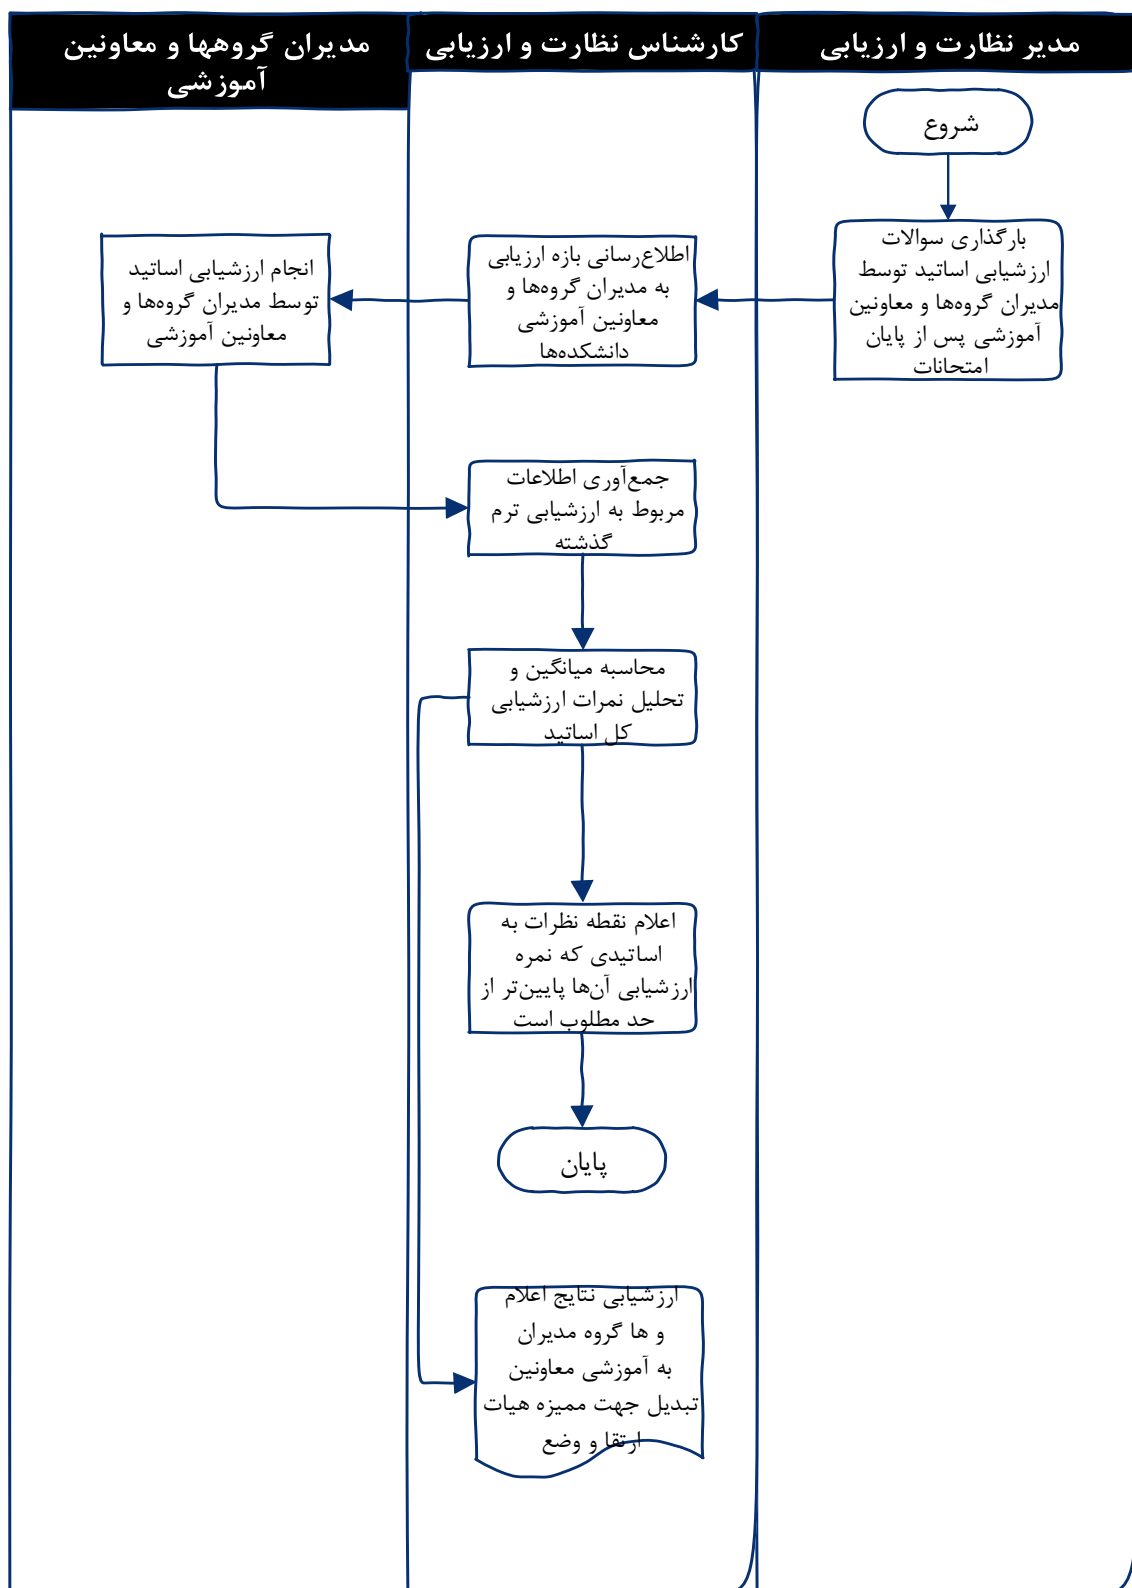 مدیر نظارت و ارزیابی
کارشناس نظارت و ارزیابی
مدیران گروهها و معاونین
آموزشی
شروع
بارگذاری سوالات
ارزشیابی اساتید توسط
مدیران گروه‌ها و معاونین
آموزشی پس از پایان
امتحانات
اطلاع‌رسانی بازه ارزیابی
به مدیران گروه‌ها و
معاونین آموزشی
دانشکده‌ها
انجام ارزشیابی اساتید
توسط مدیران گروه‌ها و
معاونین آموزشی
جمع‌آوری اطلاعات
مربوط به ارزشیابی ترم
گذشته
محاسبه میانگین و
تحلیل نمرات ارزشیابی
کل اساتید
اعلام نقطه نظرات به
اساتیدی که نمره
ارزشیابی آن‌ها پایین‌تر از
حد مطلوب است
پایان
ارزشیابی نتایج اعلام
و ها گروه مدیران
به آموزشی معاونین
تبدیل جهت ممیزه هیات
ارتقا و وضع